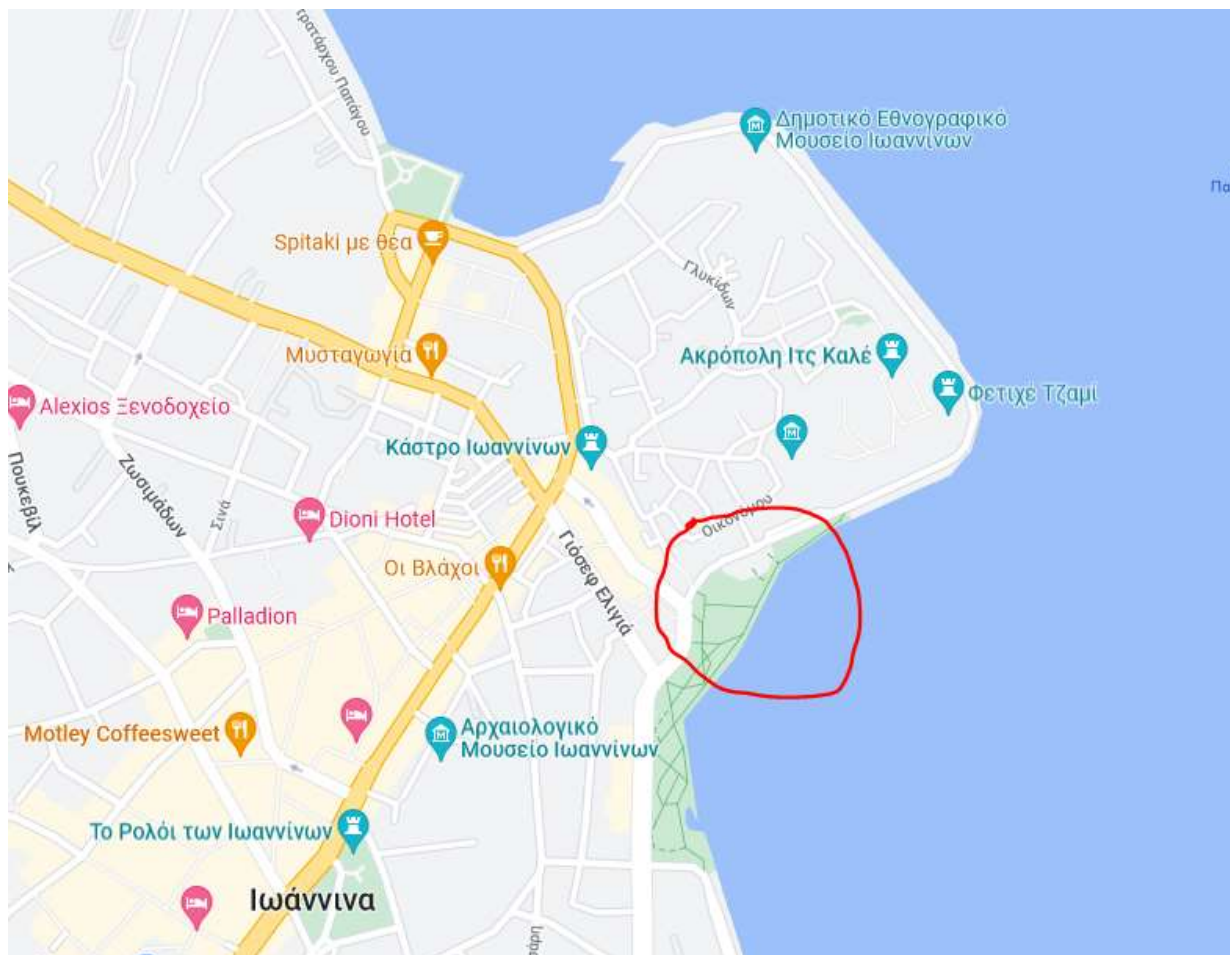 τρατάρχου Παπάγου
Δημοτικό Εθνογραφικό
Μουσείο Ιωαννίνων
Πα
Spitaki με θέα
Γλυκίδων
Μυσταγωγία
Ακρόπολη Ιτς Καλέ
Alexios Ξενοδοχείο
Φετιχέ Τζαμί
Κάστρο Ιωαννίνων
Πουκεβίλ
Ζωσιμάδων
Σινά
Dioni Hotel
Οικονόμου
Οι Βλάχοι
Γιόσεφ Ελιγιά
Palladion
Motley Coffeesweet
Αρχαιολογικό
Μουσείο Ιωαννίνων
Το Ρολόι των Ιωαννίνων
Ιωάννινα